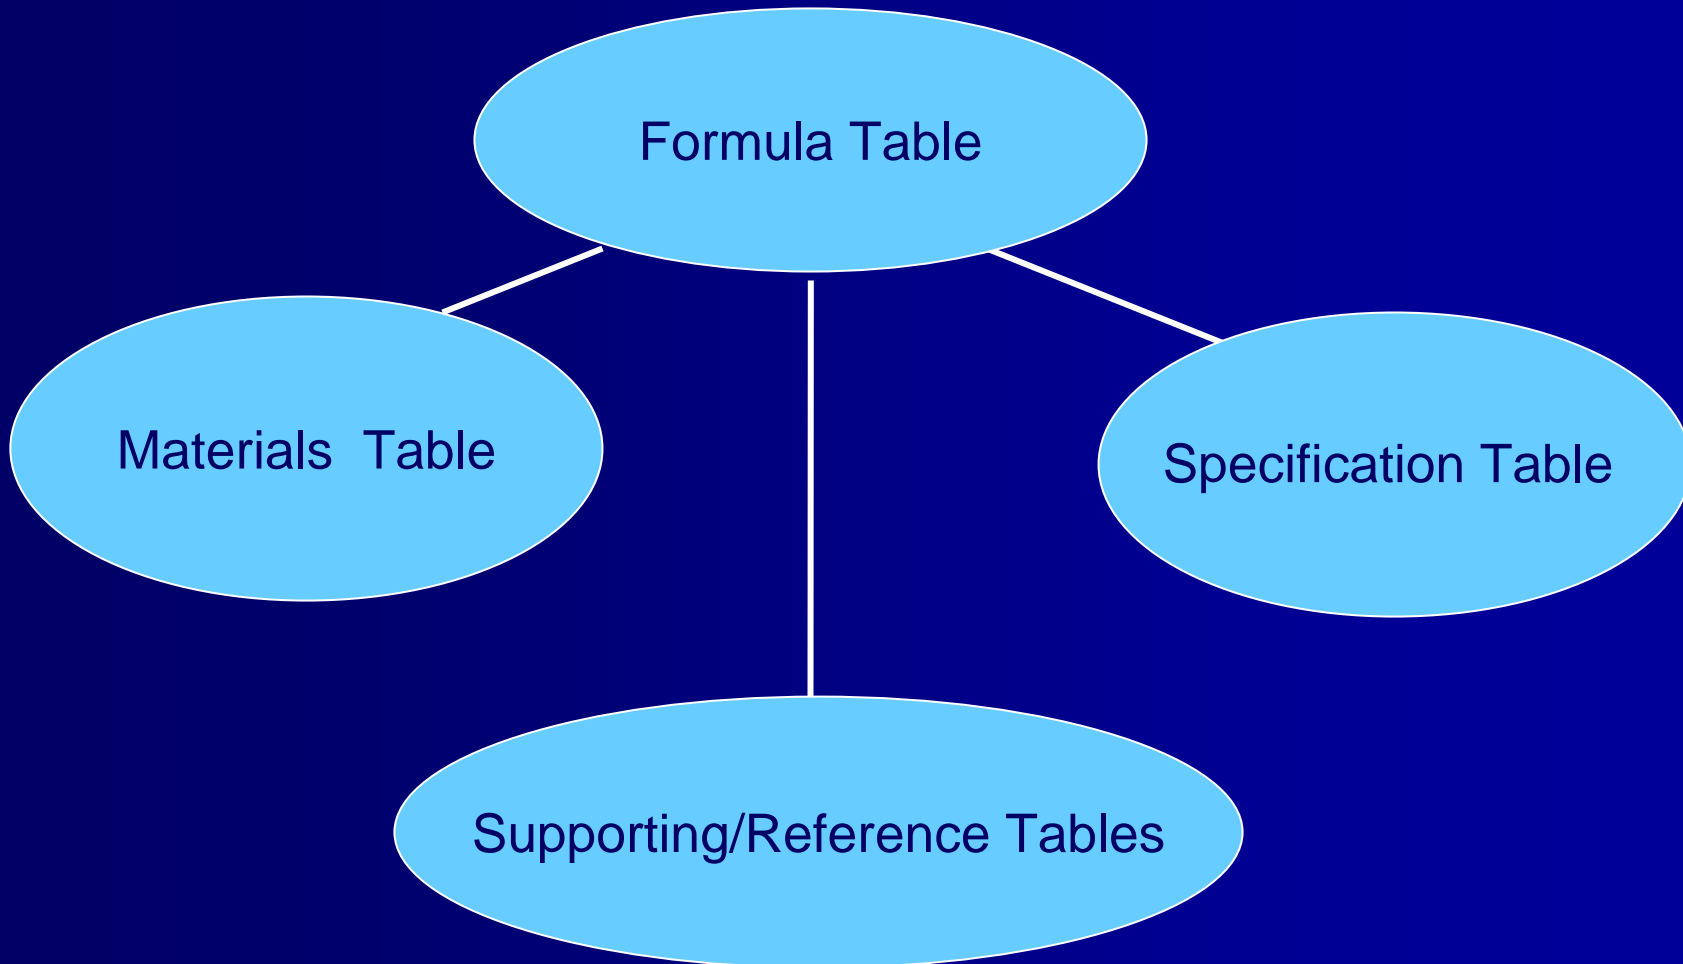 Formula Table
Materials  Table
Specification Table
Supporting/Reference Tables